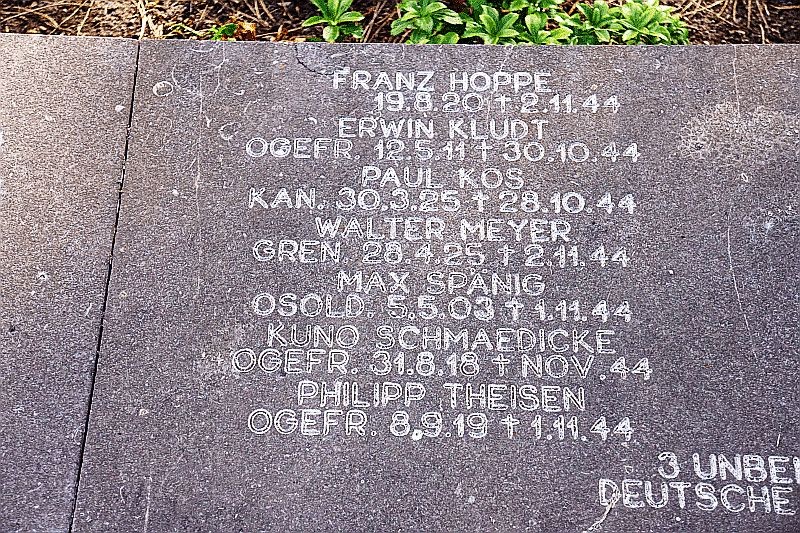 FRANZ HOPPE
19.8.20 † 2.11.44
ERWIN KLUDT
OGEFR. 12.5.11 † 30.10.44
PAUL KOS
KAN. 30.3.25 † 28.10.44
WALTER MEYER
GREN. 28.4.25 † 2.11.44
MAX SPÄNIG
OSOLD. 5.5.03 † 1.11.44
KUNO SCHMAEDICKE
OGEFR. 31.8.18 † NOV. 44
PHILIPP THEISEN
OGEFR. 8.9.19 † 1.11.44
3 UNBE
DEUTSCHE